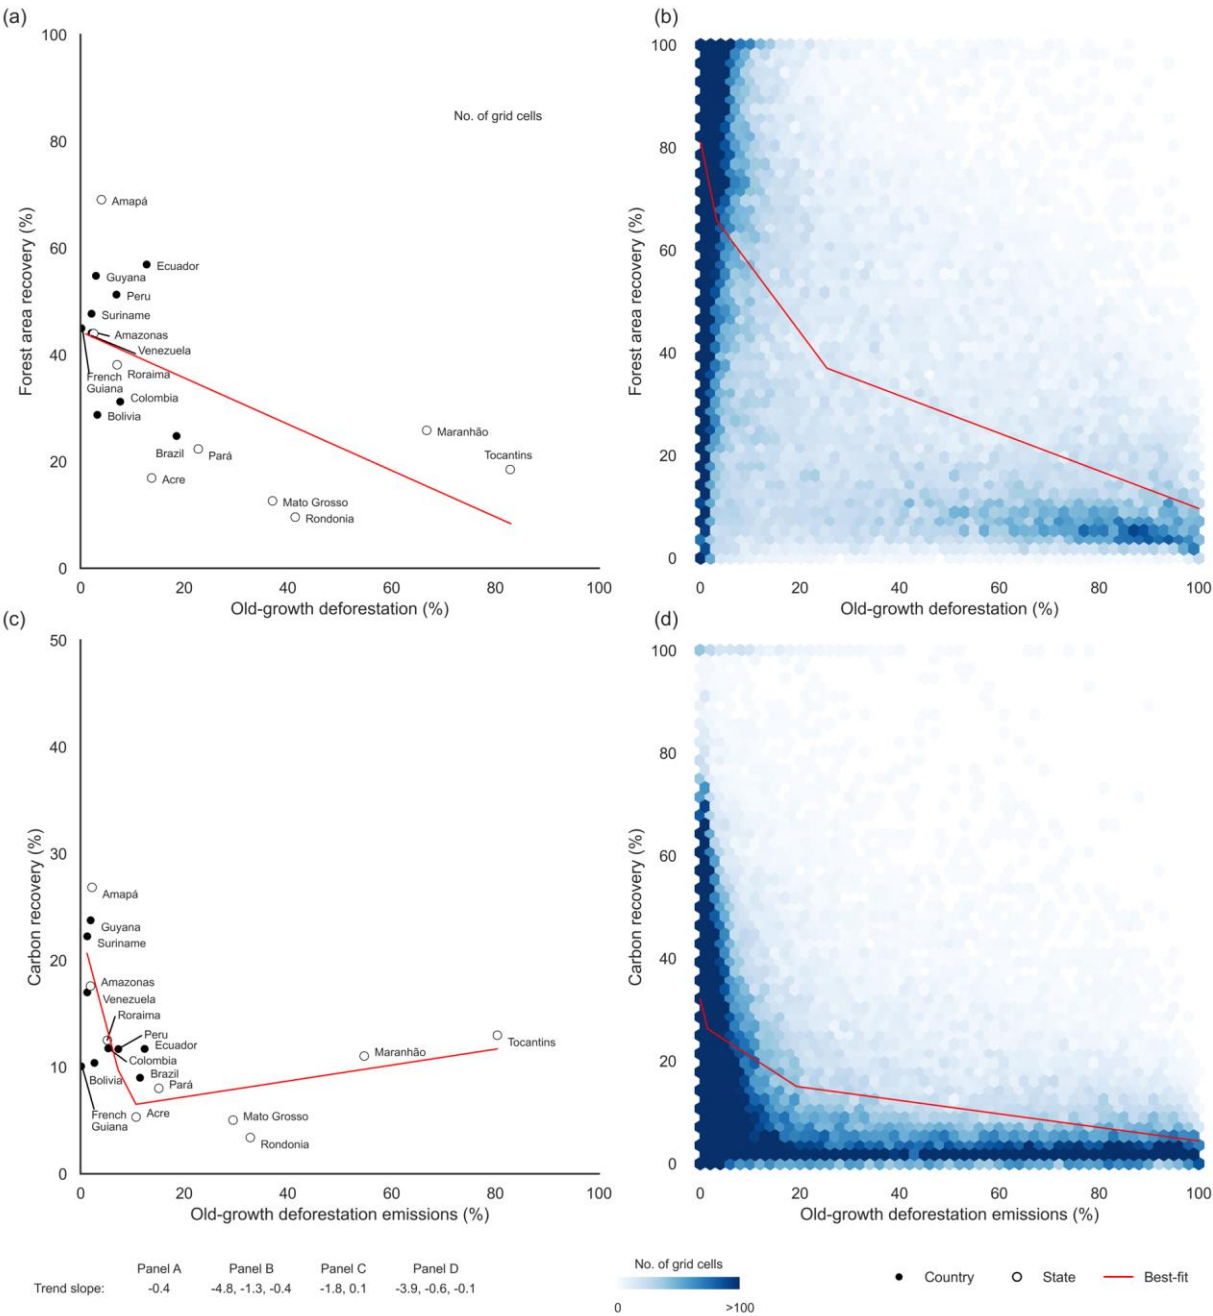 (a)
100
80
60
40
20
0
Forest area recovery (%)
No. of grid cells
Amapá
Ecuador
Guyana
Peru
Suriname
Amazonas
Venezuela
French
Guiana
Roraima
Colombia
Bolivia
Brazil
Pará
Acre
Maranhão
Tocantins
Mato Grosso
Rondonia
0 20 40 60 80 100
Old-growth deforestation (%)
(b)
100
80
60
40
20
0
Forest area recovery (%)
0 20 40 60 80 100
Old-growth deforestation (%)
(c)
50
40
30
20
10
0
Carbon recovery (%)
Amapá
Guyana
Suriname
Amazonas
Venezuela
Roraima
Peru
Ecuador
Colombia
Bolivia
Brazil
Pará
French
Guiana
Acre
Maranhão
Tocantins
Mato Grosso
Rondonia
0 20 40 60 80 100
Old-growth deforestation emissions (%)
(d)
100
80
60
40
20
0
Carbon recovery (%)
0 20 40 60 80 100
Old-growth deforestation emissions (%)
Panel A Panel B Panel C Panel D
Trend slope: -0.4 -4.8, -1.3, -0.4 -1.8, 0.1 -3.9, -0.6, -0.1
No. of grid cells
0 >100
Country State Best-fit